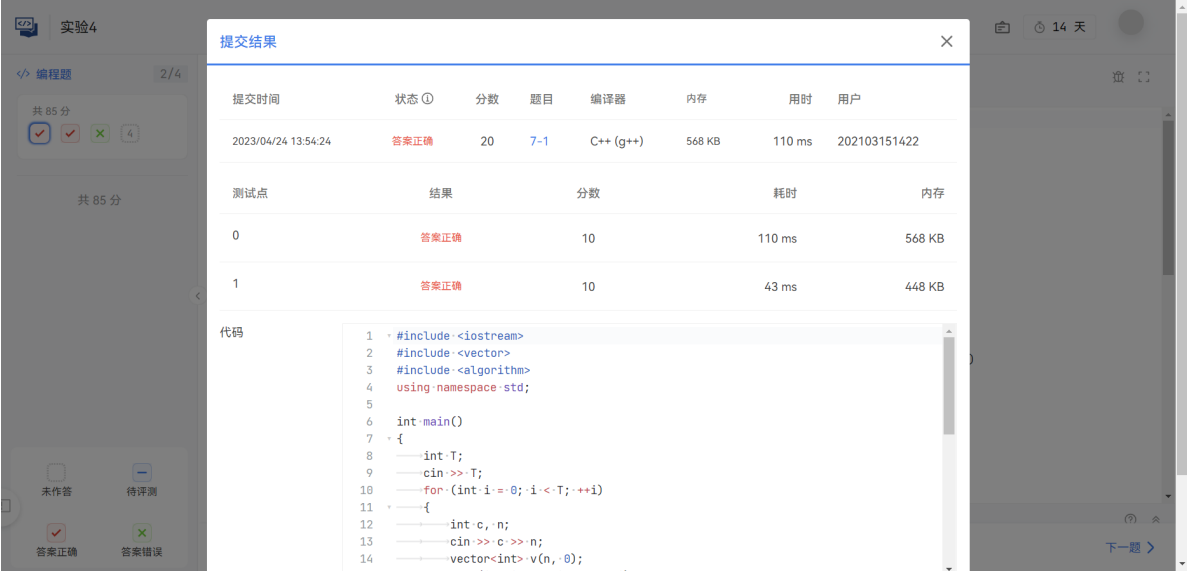 实验4
14 天
</> 编程题 2/4
共 85 分
4
共 85 分
未作答 待评测
答案正确 答案错误
提交结果
提交时间 状态 分数 题目 编译器 内存 用时 用户
2023/04/24 13:54:24 答案正确 20 7-1 C++ (g++) 568 KB 110 ms 202103151422
测试点 结果 分数 耗时 内存
0 答案正确 10 110 ms 568 KB
1 答案正确 10 43 ms 448 KB
代码
1 #include <iostream>
2 #include <vector>
3 #include <algorithm>
4 using namespace std;
5
6 int main()
7 {
8 int T;
9 cin >> T;
10 for (int i = 0; i < T; ++i)
11 {
12 int c, n;
13 cin >> c >> n;
14 vector<int> v(n, 0);
下一题